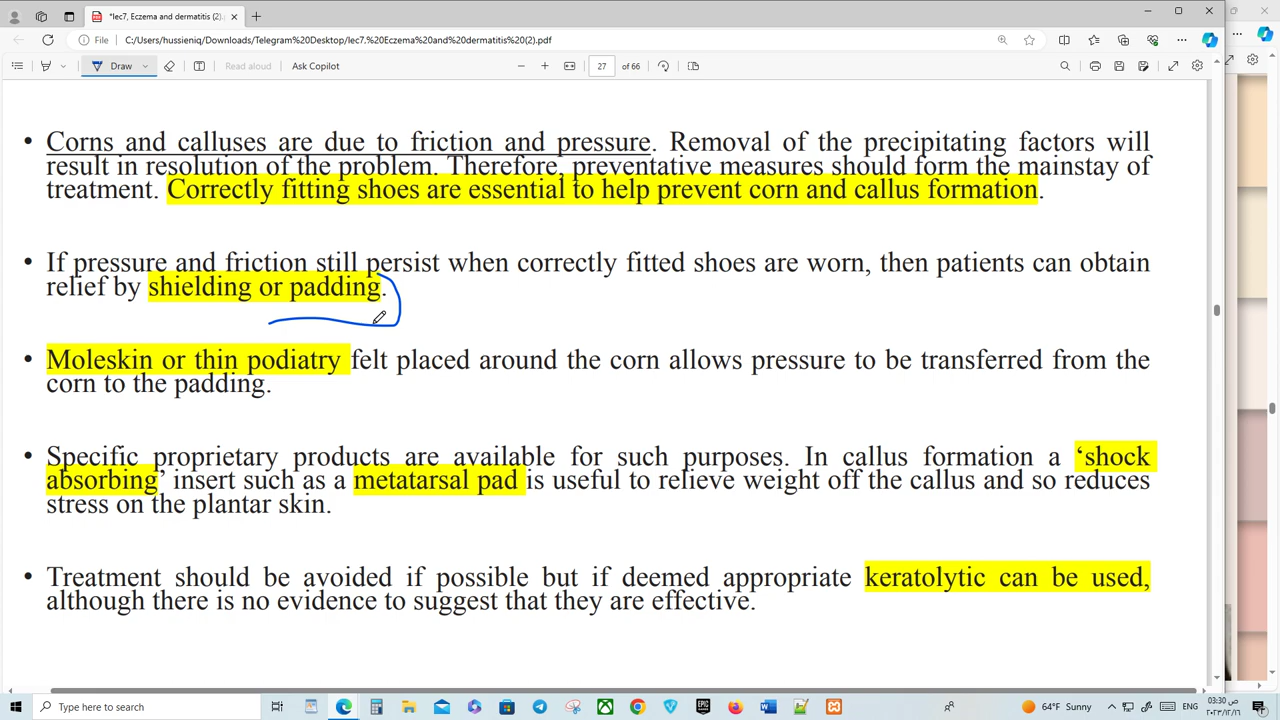 *lec7, Eczema and dermatitis (2).p
File
C:/Users/hussieniq/Downloads/Telegram%20Desktop/lec7,%20Eczema%20and%20dermatitis%20(2).pdf
Draw
Read aloud
Ask Copilot
27
of 66
• Corns and calluses are due to friction and pressure. Removal of the precipitating factors will
result in resolution of the problem. Therefore, preventative measures should form the mainstay of
treatment. Correctly fitting shoes are essential to help prevent corn and callus formation.
• If pressure and friction still persist when correctly fitted shoes are worn, then patients can obtain
relief by shielding or padding.
• Moleskin or thin podiatry felt placed around the corn allows pressure to be transferred from the
corn to the padding.
• Specific proprietary products are available for such purposes. In callus formation a ‘shock
absorbing’ insert such as a metatarsal pad is useful to relieve weight off the callus and so reduces
stress on the plantar skin.
• Treatment should be avoided if possible but if deemed appropriate keratolytic can be used,
although there is no evidence to suggest that they are effective.
Type here to search
64°F Sunny
ENG
٠٣:٣٠ ص